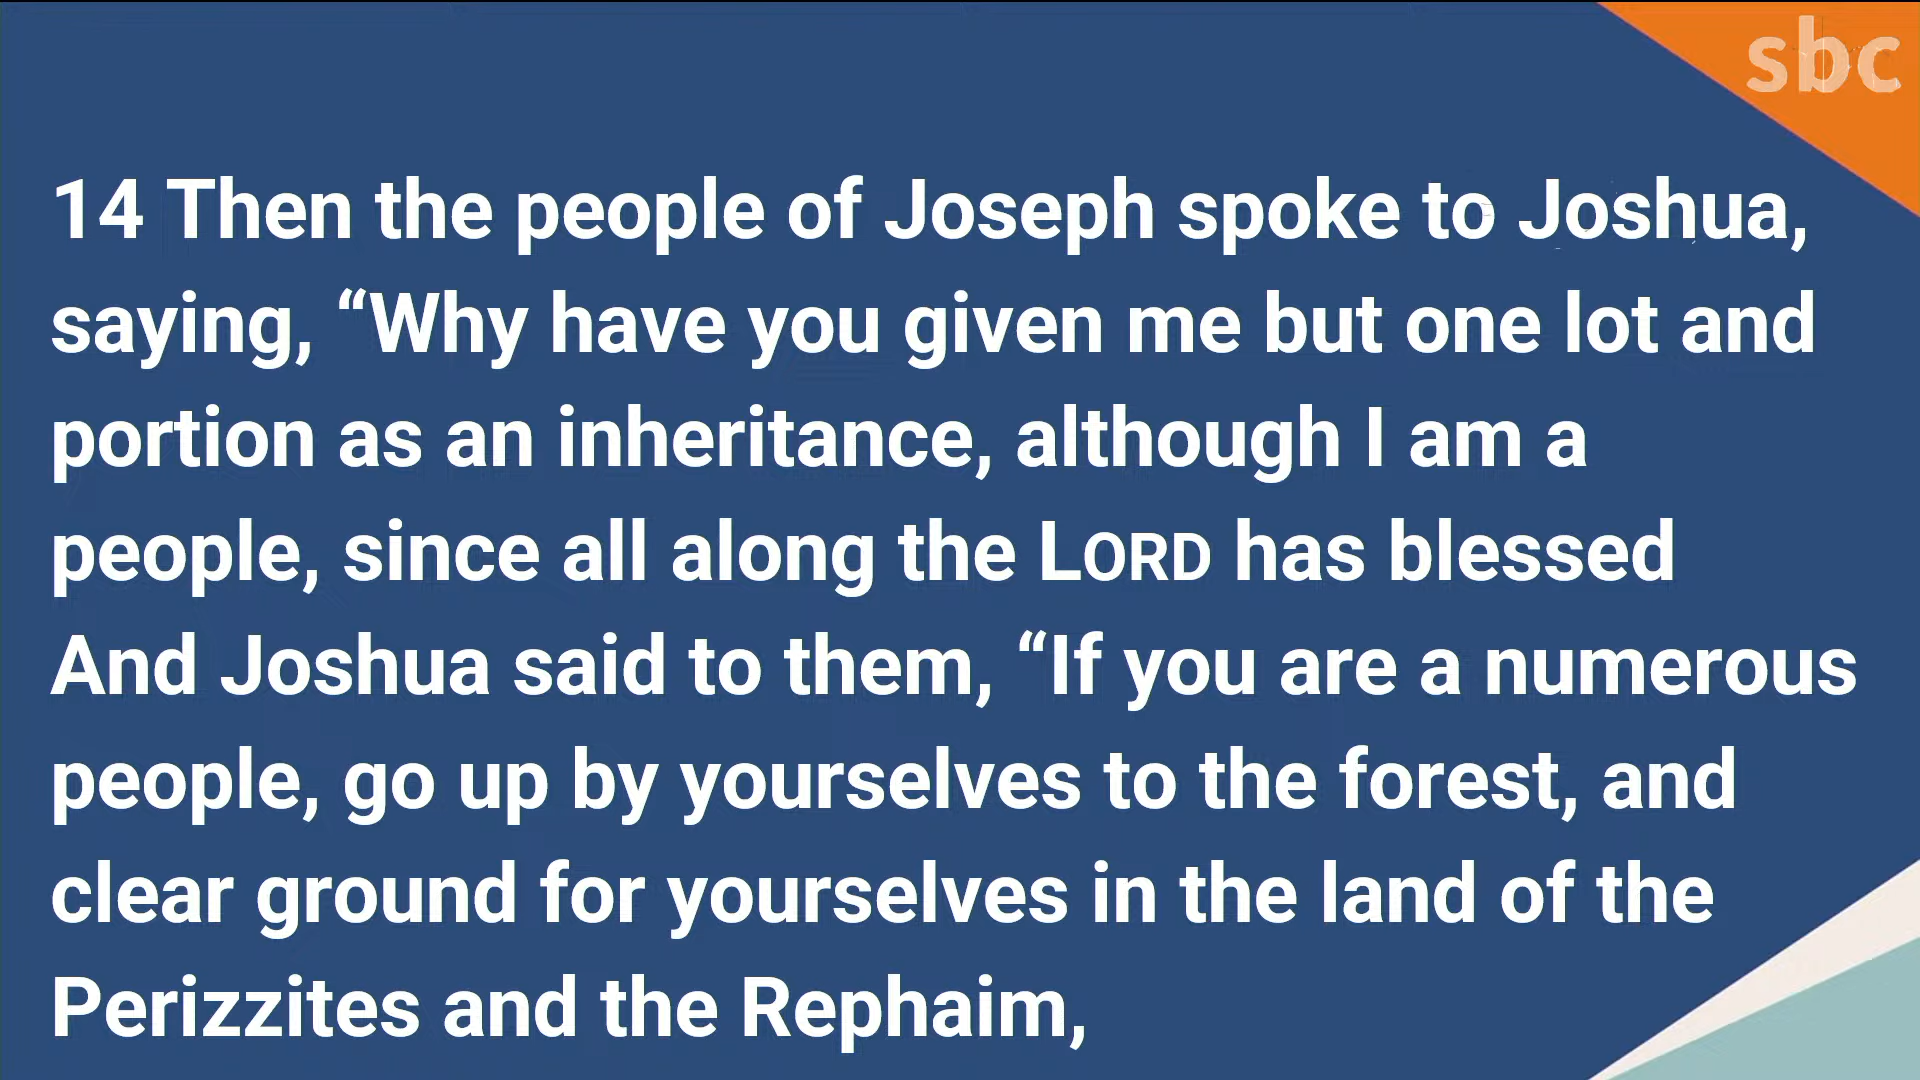 sbc
14 Then the people of Joseph spoke to Joshua,
saying, “Why have you given me but one lot and
portion as an inheritance, although I am a
people, since all along the LORD has blessed
And Joshua said to them, “If you are a numerous
people, go up by yourselves to the forest, and
clear ground for yourselves in the land of the
Perizzites and the Rephaim,